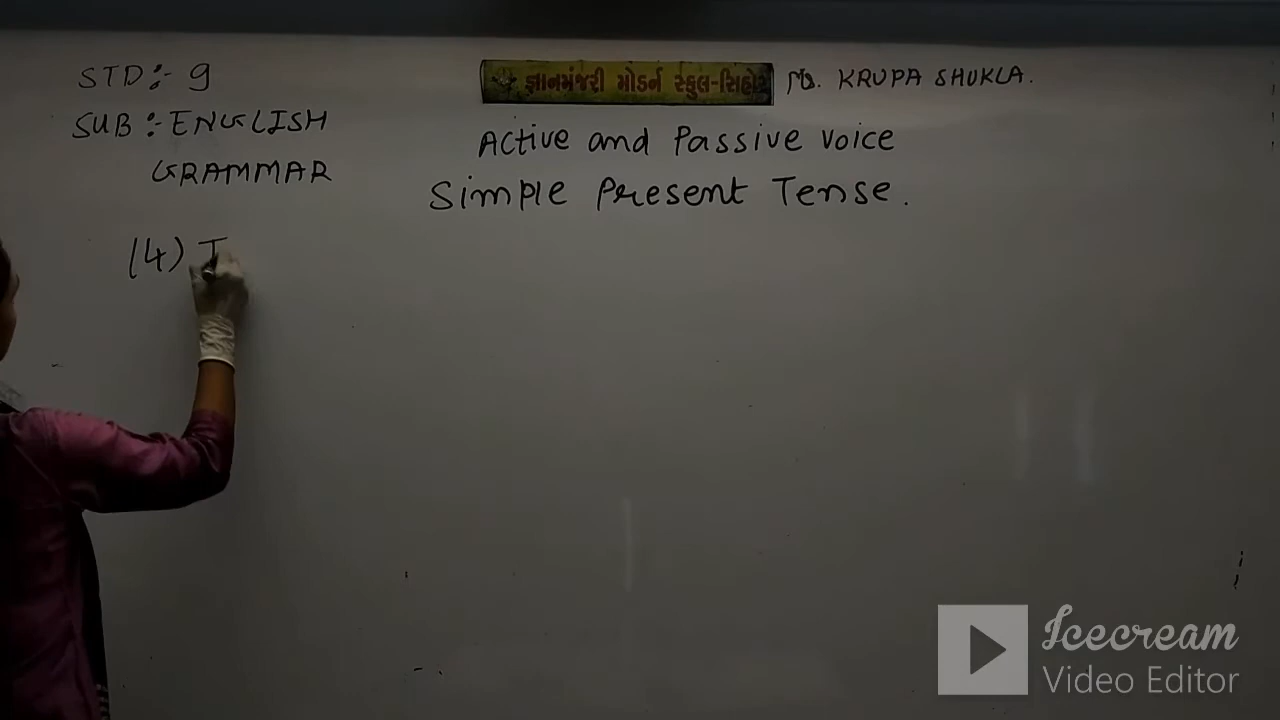 STD:- 9
SUB:- ENGLISH
GRAMMAR
જ્ઞાનમંજરી મોડર્ન સ્કુલ-સિહોર
KRUPA SHUKLA.
Active and Passive voice
Simple Present Tense.
(4) I
Icecream
Video Editor